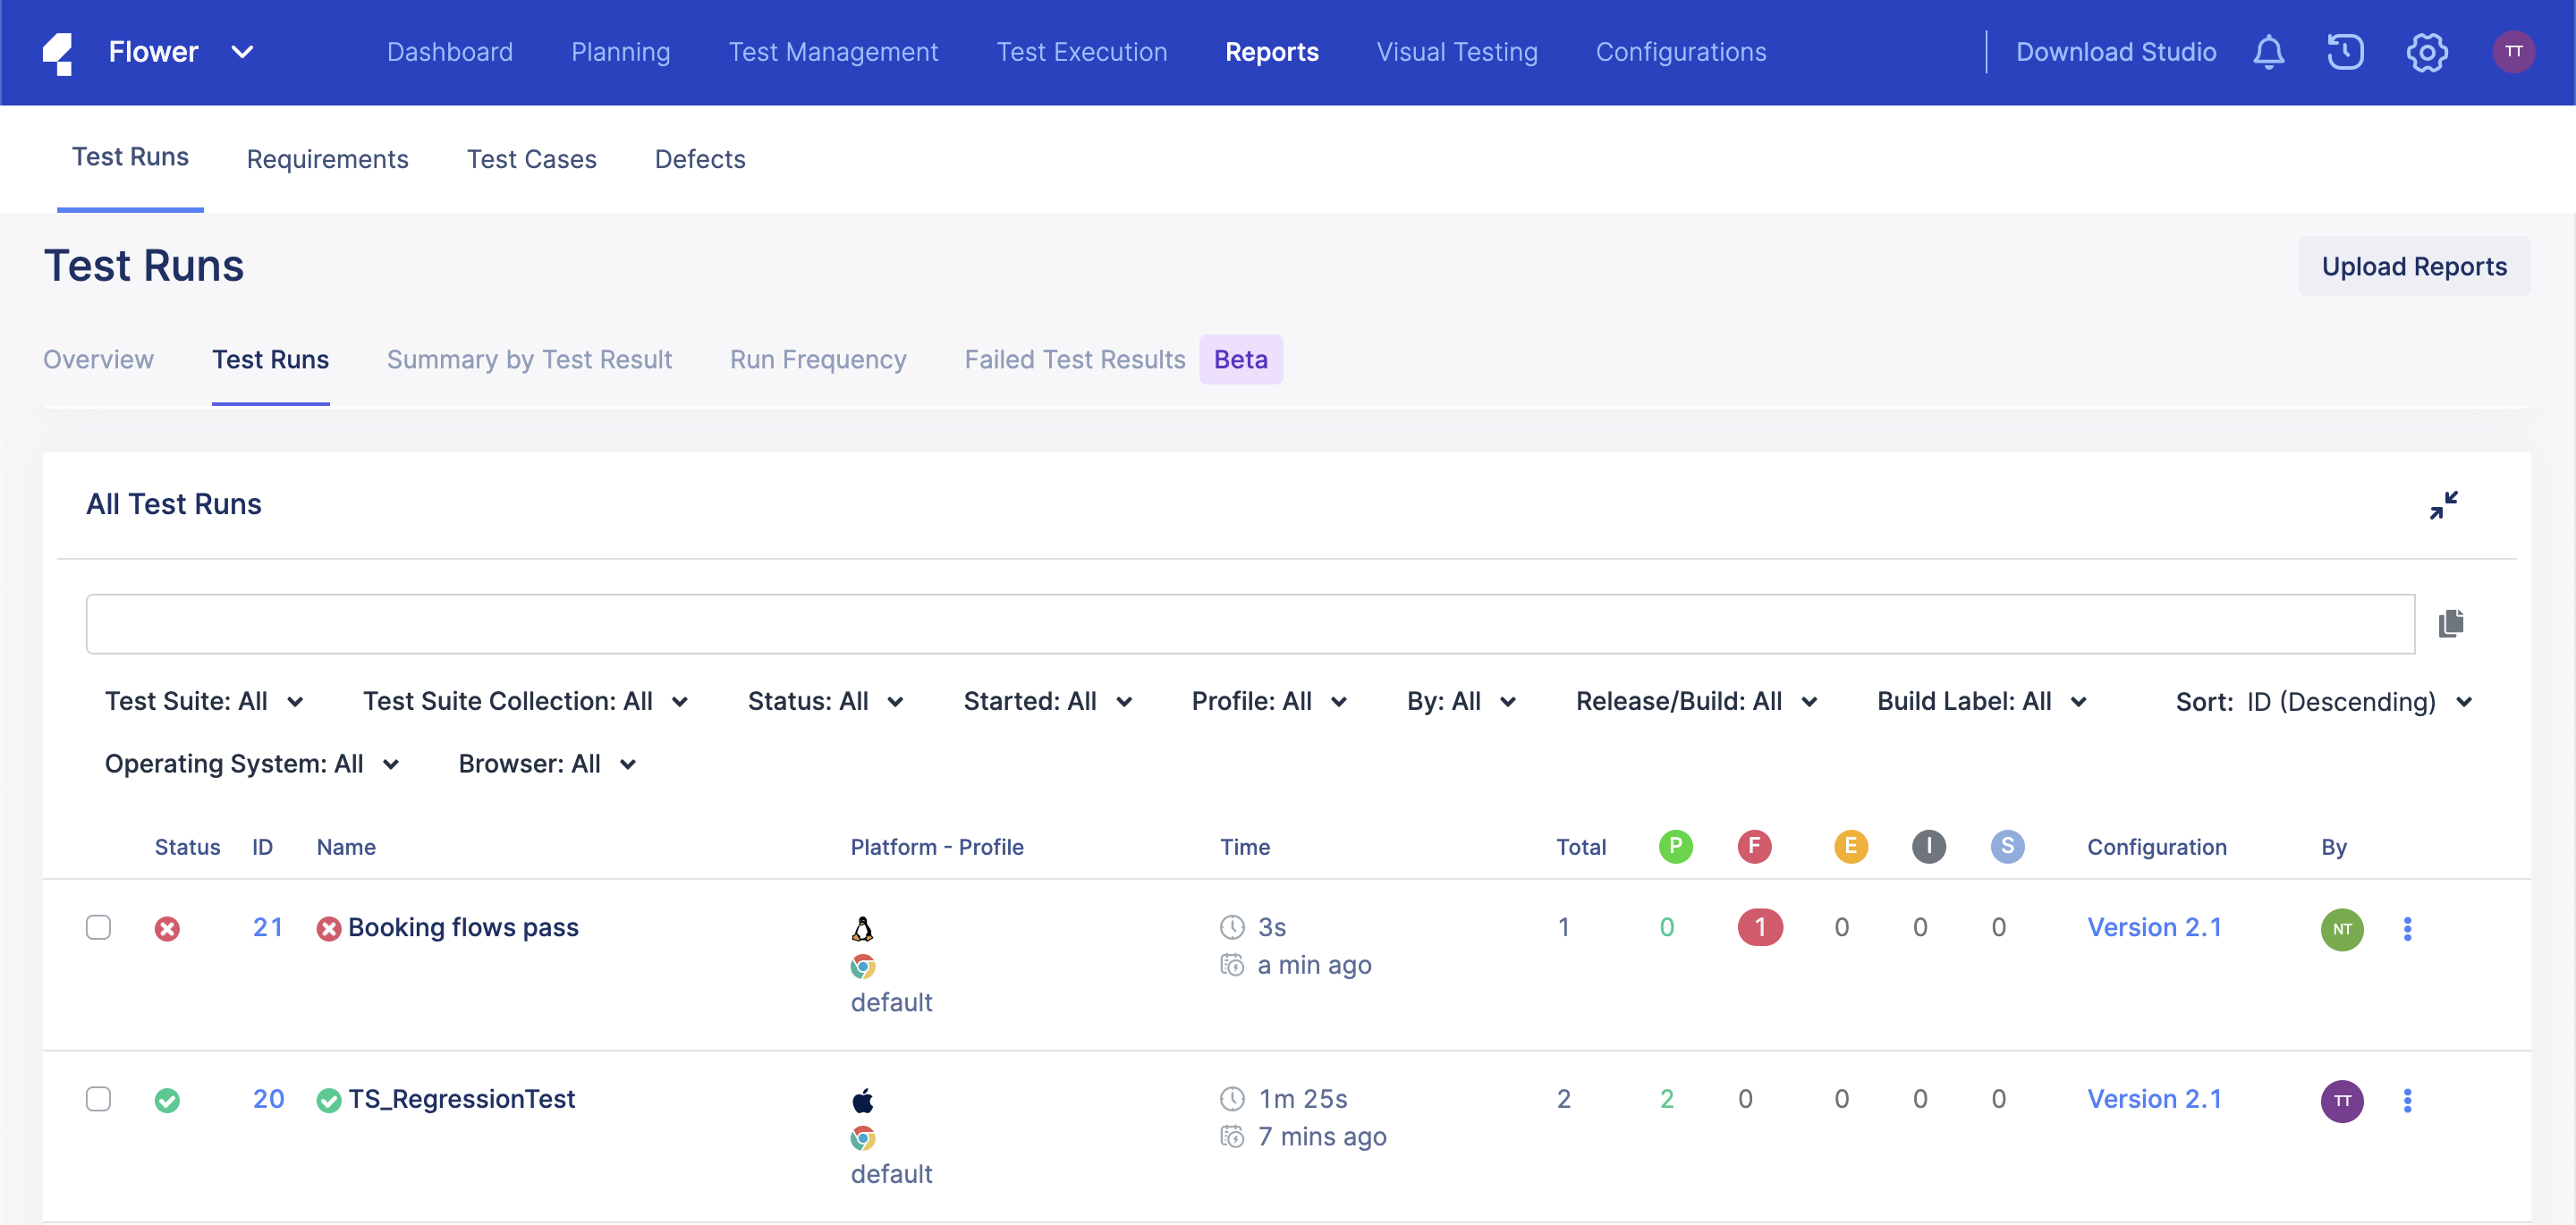 Flower Dashboard Planning Test Management Test Execution Reports Visual Testing Configurations Download Studio TT
Test Runs Requirements Test Cases Defects
Test Runs Upload Reports
Overview Test Runs Summary by Test Result Run Frequency Failed Test Results Beta
All Test Runs
Test Suite: All Test Suite Collection: All Status: All Started: All Profile: All By: All Release/Build: All Build Label: All Sort: ID (Descending)
Operating System: All Browser: All
Status ID Name Platform - Profile Time Total P F E I S Configuration By
21 Booking flows pass 3s 1 0 1 0 0 0 Version 2.1 NT
a min ago
default
20 TS_RegressionTest 1m 25s 2 2 0 0 0 0 Version 2.1 TT
7 mins ago
default